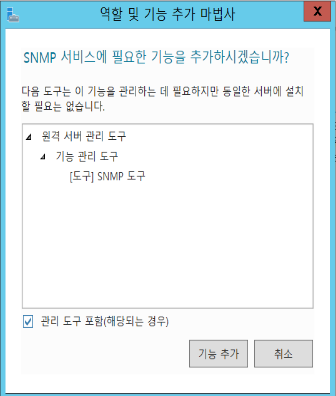 역할 및 기능 추가 마법사
X
SNMP 서비스에 필요한 기능을 추가하시겠습니까?
다음 도구는 이 기능을 관리하는 데 필요하지만 동일한 서버에 설치
할 필요는 없습니다.
원격 서버 관리 도구
기능 관리 도구
[도구] SNMP 도구
관리 도구 포함(해당되는 경우)
기능 추가
취소